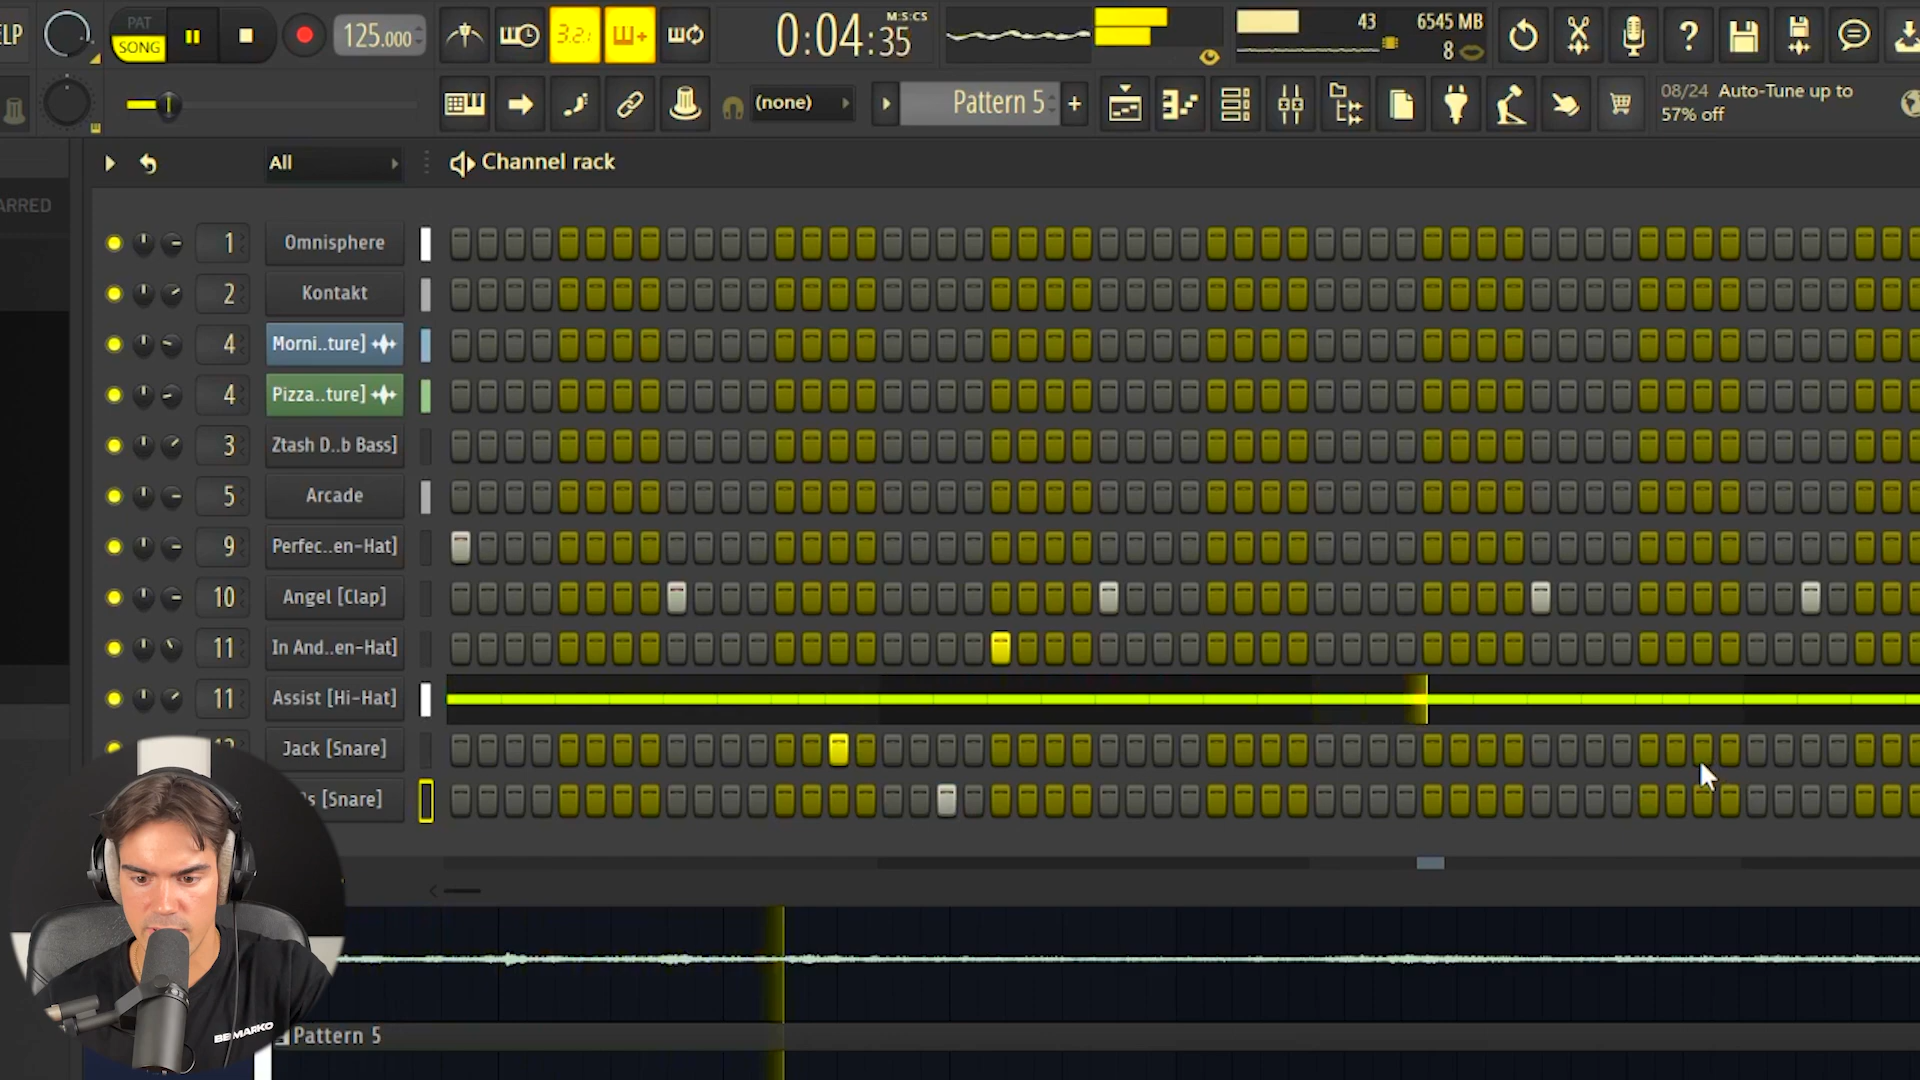 ELP
PAT
SONG
125.000
3.2:
0:04:35
M:S:CS
43
6545 MB
8
(none)
Pattern 5
+
08/24 Auto-Tune up to
57% off
All
Channel rack
ARRED
1 Omnisphere
2 Kontakt
4 Morni..ture]
4 Pizza..ture]
3 Ztash D..b Bass]
5 Arcade
9 Perfec..en-Hat]
10 Angel [Clap]
11 In And..en-Hat]
11 Assist [Hi-Hat]
Jack [Snare]
s [Snare]
Pattern 5
BEMARKO